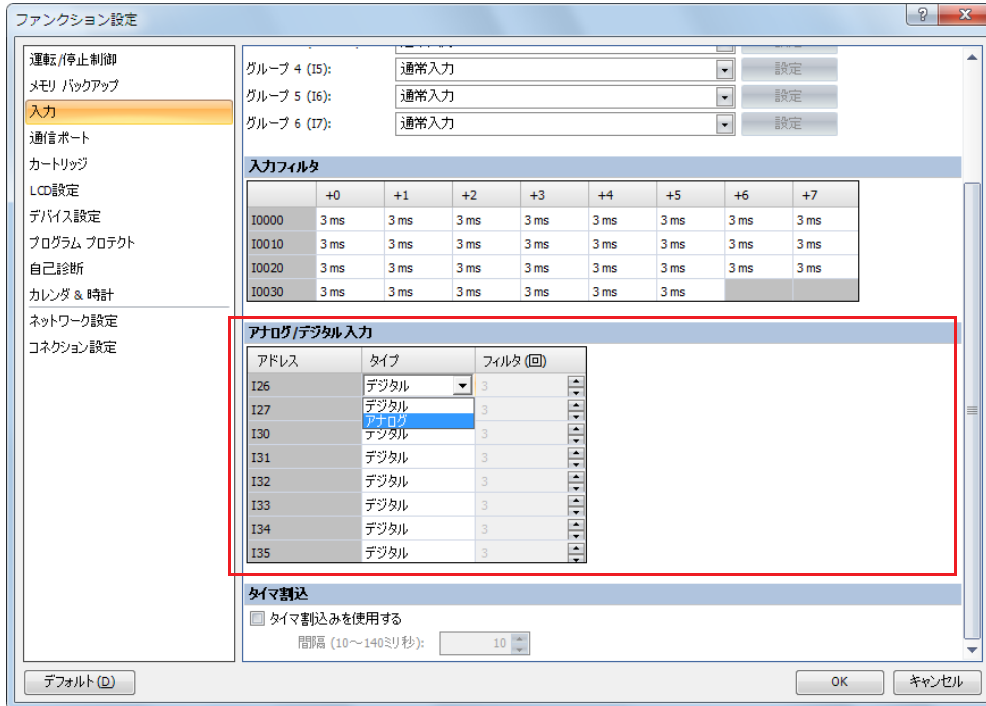 ファンクション設定
運転/停止制御
メモリ バックアップ
入力
通信ポート
カートリッジ
LCD設定
デバイス設定
プログラム プロテクト
自己診断
カレンダ & 時計
ネットワーク設定
コネクション設定
グループ 4 (I5): 通常入力 設定
グループ 5 (I6): 通常入力 設定
グループ 6 (I7): 通常入力 設定
入力フィルタ
+0 +1 +2 +3 +4 +5 +6 +7
I0000 3 ms 3 ms 3 ms 3 ms 3 ms 3 ms 3 ms 3 ms
I0010 3 ms 3 ms 3 ms 3 ms 3 ms 3 ms 3 ms 3 ms
I0020 3 ms 3 ms 3 ms 3 ms 3 ms 3 ms 3 ms 3 ms
I0030 3 ms 3 ms 3 ms 3 ms 3 ms 3 ms
アナログ/デジタル入力
アドレス タイプ フィルタ (回)
I26 デジタル 3
I27 デジタル 3
アナログ
I30 デジタル 3
I31 デジタル 3
I32 デジタル 3
I33 デジタル 3
I34 デジタル 3
I35 デジタル 3
タイマ割込
タイマ割込みを使用する
間隔 (10～140ミリ秒): 10
デフォルト(D) OK キャンセル